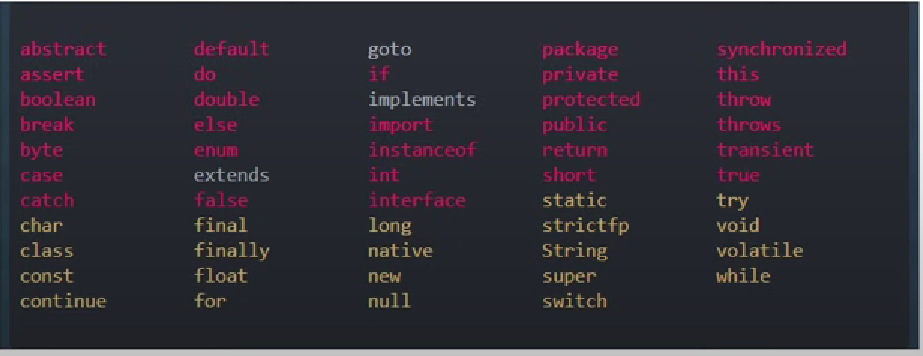 abstract default goto package synchronized
assert do if private this
boolean double implements protected throw
break else import public throws
byte enum instanceof return transient
case extends int short true
catch false interface static try
char final long strictfp void
class finally native String volatile
const float new super while
continue for null switch